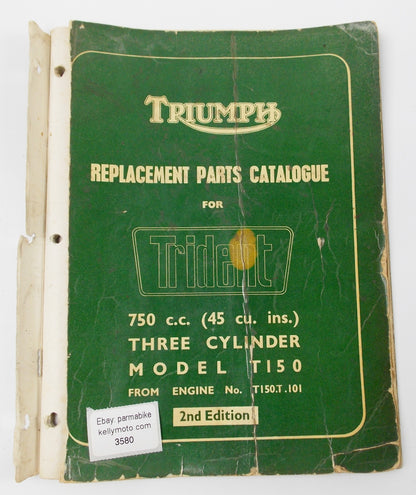 TRIUMPH
REPLACEMENT PARTS CATALOGUE
FOR
Trident
750 c.c. (45 cu. ins.)
THREE CYLINDER
MODEL T150
FROM ENGINE No. T150.T.101
2nd Edition
Ebay: parmabike
kellymoto.com
3580